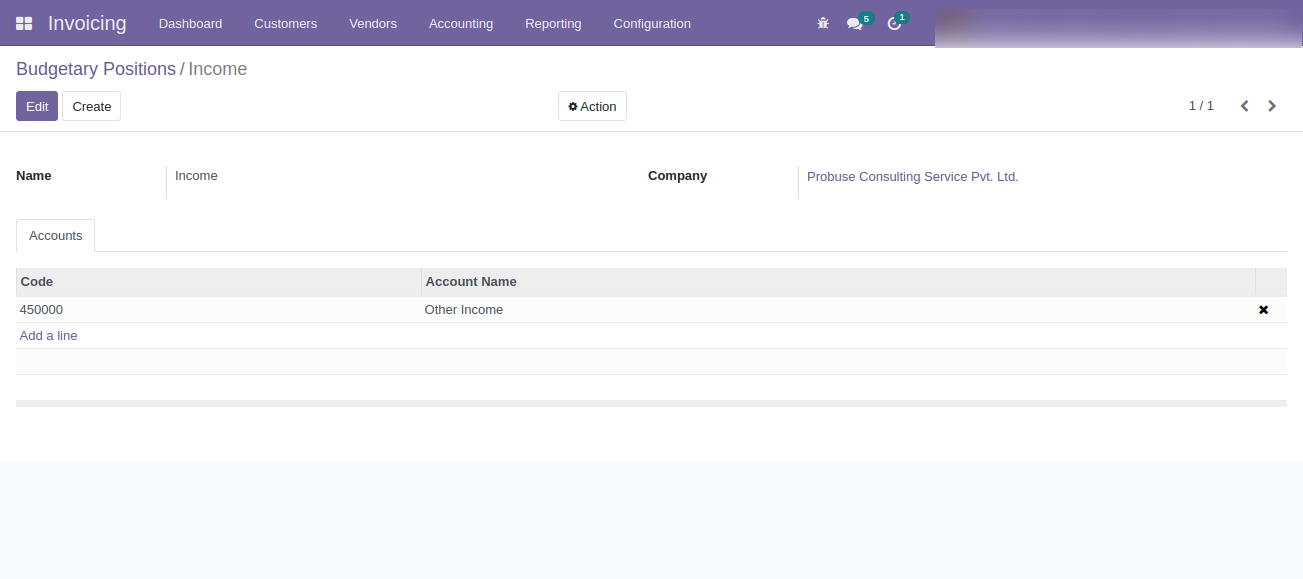 Invoicing Dashboard Customers Vendors Accounting Reporting Configuration 5 1
Budgetary Positions / Income
Edit Create Action 1 / 1
Name Income Company Probuse Consulting Service Pvt. Ltd.
Accounts
Code Account Name
450000 Other Income
Add a line